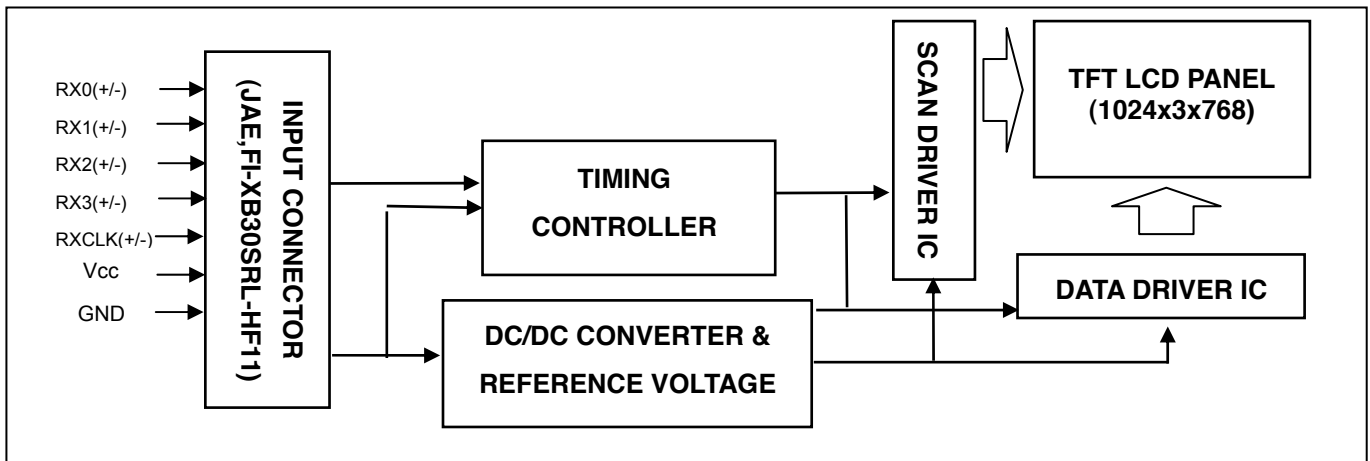 RX0(+/-)
RX1(+/-)
RX2(+/-)
RX3(+/-)
RXCLK(+/-)
Vcc
GND
INPUT CONNECTOR
(JAE,FI-XB30SRL-HF11)
TIMING
CONTROLLER
DC/DC CONVERTER &
REFERENCE VOLTAGE
SCAN DRIVER IC
TFT LCD PANEL
(1024x3x768)
DATA DRIVER IC